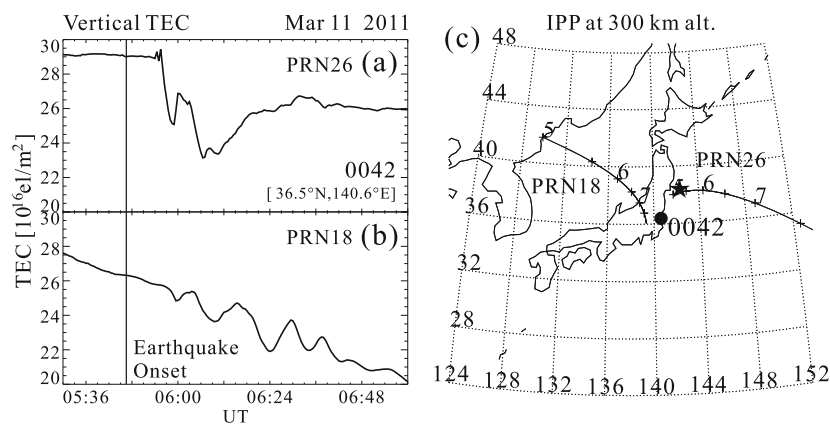 Vertical TEC Mar 11 2011
30
28
26
24
22
20
PRN26 (a)
0042
[ 36.5°N,140.6°E]
TEC [10¹⁶el/m²]
30
28
26
24
22
20
PRN18 (b)
Earthquake
Onset
05:36 06:00 06:24 06:48
UT
(c) IPP at 300 km alt.
48
44
40
36
32
28
5 6 7
PRN18
PRN26
5 6 7
0042
124 128 132 136 140 144 148 152